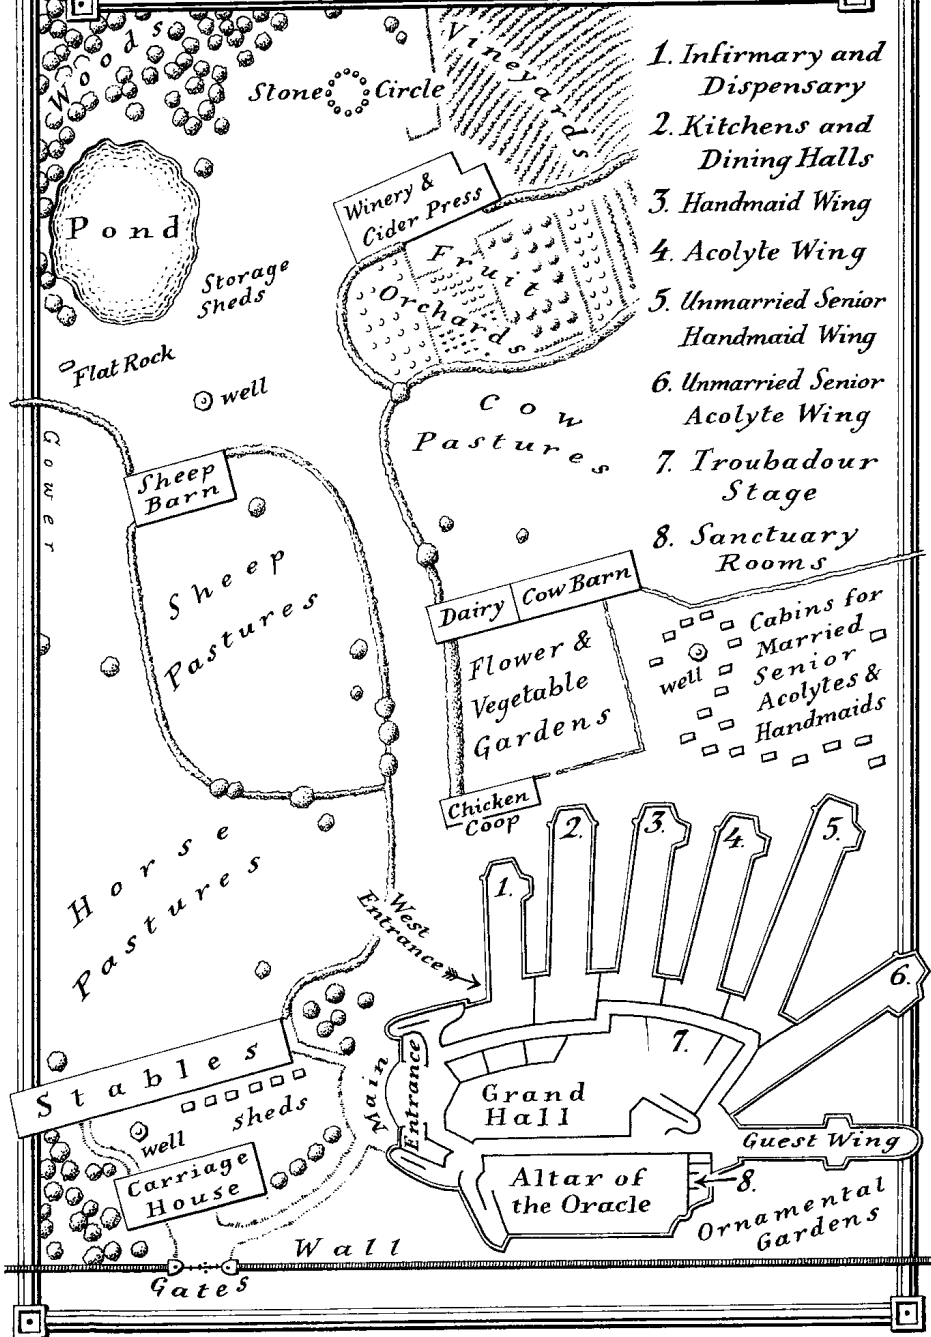 Woods
Stone Circle
Vineyards
1. Infirmary and
Dispensary
2. Kitchens and
Dining Halls
3. Handmaid Wing
4. Acolyte Wing
5. Unmarried Senior
Handmaid Wing
6. Unmarried Senior
Acolyte Wing
7. Troubadour
Stage
8. Sanctuary
Rooms
Winery &
Cider Press
Pond
Storage
Sheds
Fruit
Orchards
Flat Rock
well
Cow
Pastures
Gower
Sheep
Barn
Sheep
Pastures
Dairy
Cow Barn
Flower &
Vegetable
Gardens
well
Cabins for
Married
Senior
Acolytes &
Handmaids
Chicken
Coop
Horse
Pastures
West
Entrance
1.
2.
3.
4.
5.
6.
7.
Stables
sheds
well
Carriage
House
Main
Entrance
Grand
Hall
Guest Wing
Altar of
the Oracle
8.
Ornamental
Gardens
Wall
Gates